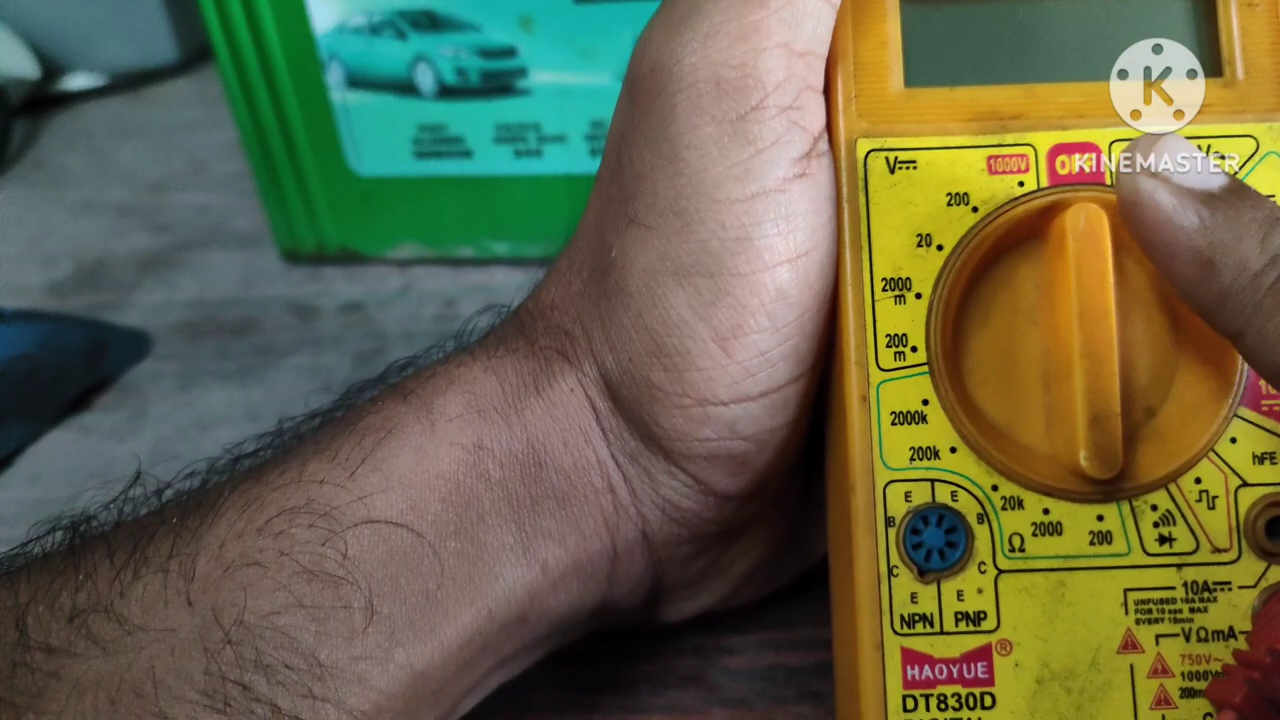 K
KINEMASTER
V 1000V OFF V~
200
20
2000
m
200
m
2000k
200k
20k
2000
200
Ω
hFE
E E
B B
C C
E E
NPN PNP
10A
UNFUSED 10A MAX
FOR 10 sec MAX
EVERY 15min
VΩmA
750V~
1000V
200m
HAOYUE®
DT830D
DIGITAL